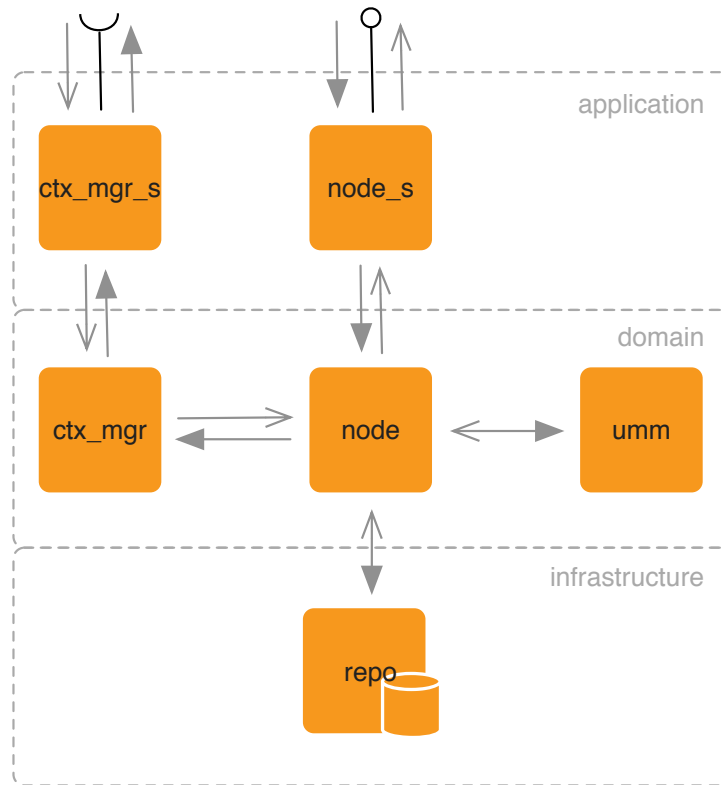 application
ctx_mgr_s
node_s
domain
ctx_mgr
node
umm
infrastructure
repo